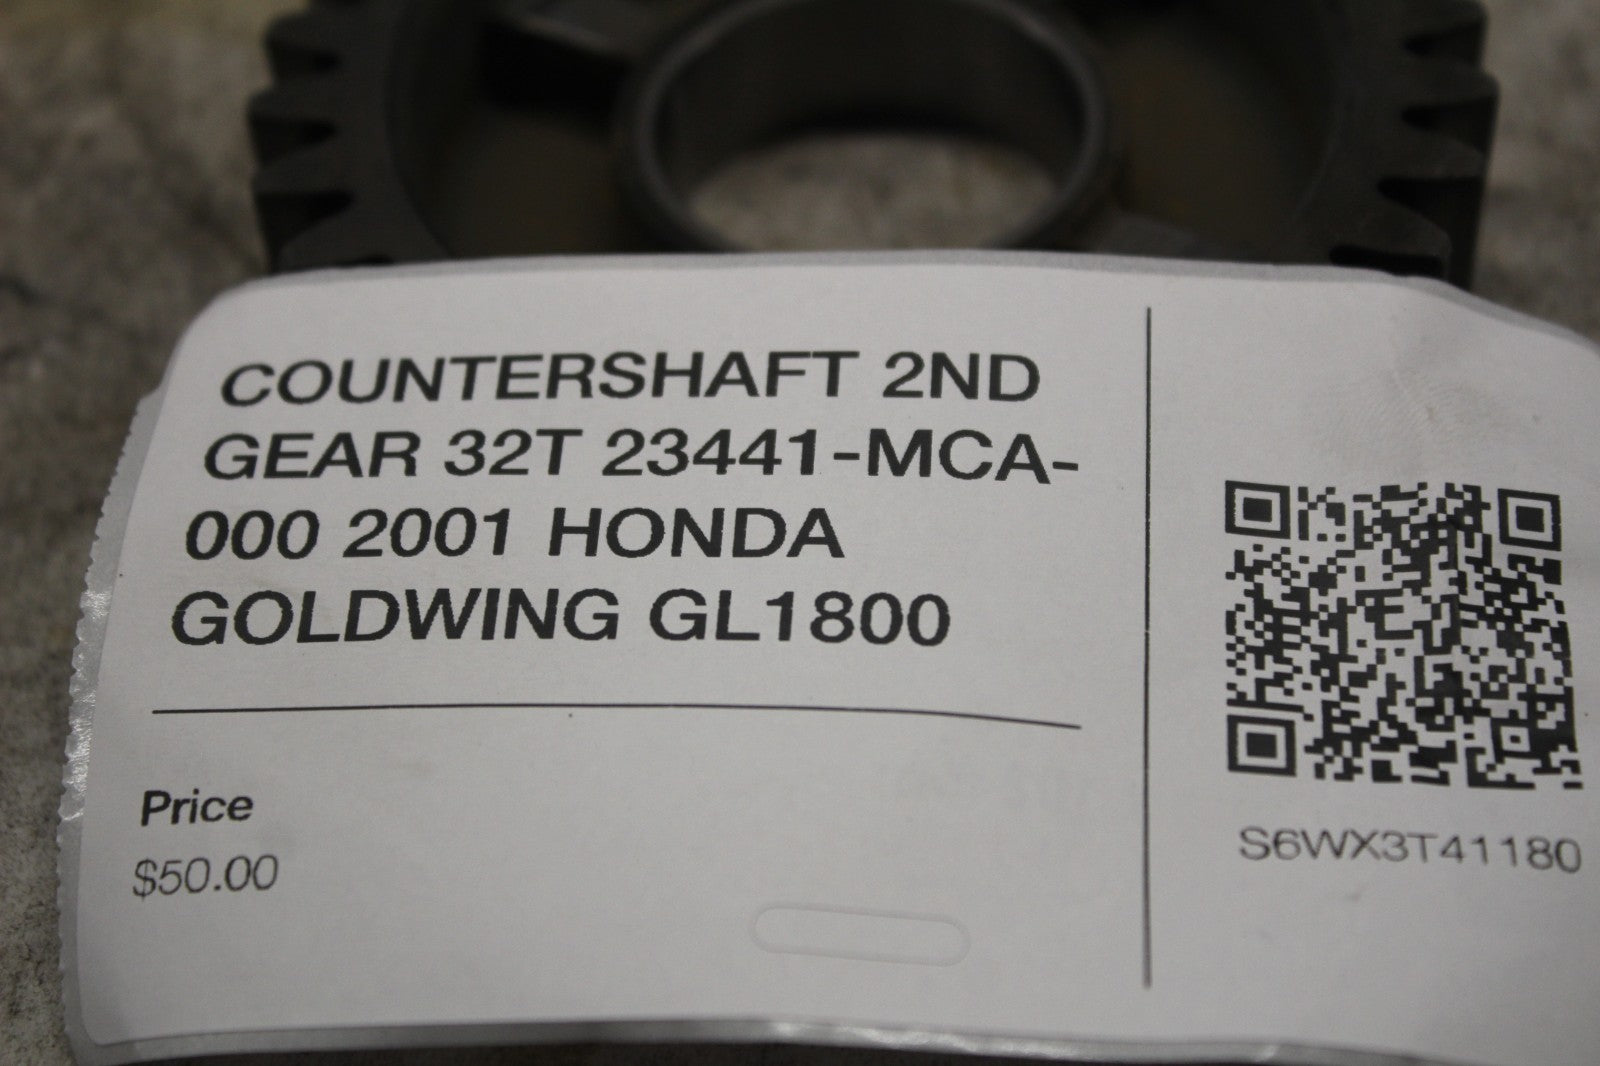 COUNTERSHAFT 2ND
GEAR 32T 23441-MCA-
000 2001 HONDA
GOLDWING GL1800
Price
$50.00
S6WX3T41180